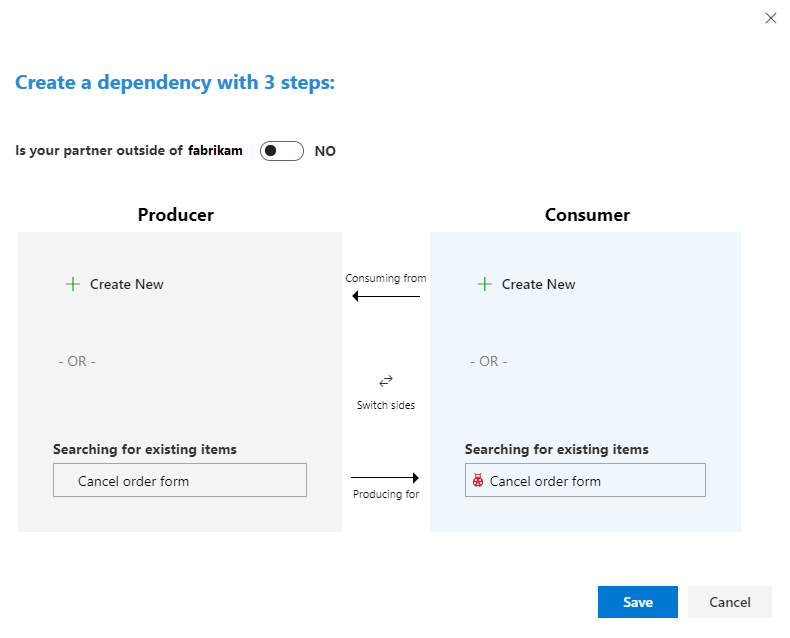 Create a dependency with 3 steps:
Is your partner outside of fabrikam NO
Producer
Consumer
Create New
- OR -
Searching for existing items
Cancel order form
Consuming from
Switch sides
Producing for
Create New
- OR -
Searching for existing items
Cancel order form
Save
Cancel